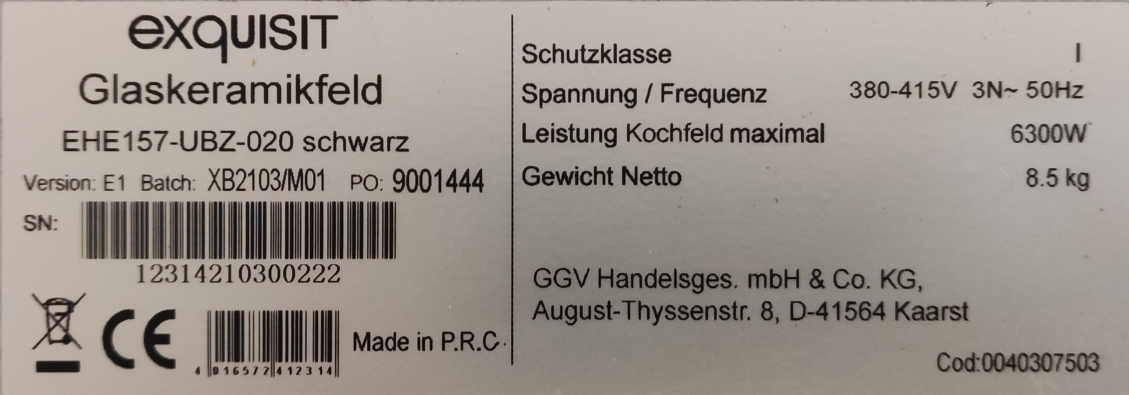 exquisit
Glaskeramikfeld
EHE157-UBZ-020 schwarz
Version: E1 Batch: XB2103/M01 PO: 9001444
SN:
12314210300222
CE
4 016572 412314
Made in P.R.C.
Schutzklasse I
Spannung / Frequenz 380-415V 3N~ 50Hz
Leistung Kochfeld maximal 6300W
Gewicht Netto 8.5 kg
GGV Handelsges. mbH & Co. KG,
August-Thyssenstr. 8, D-41564 Kaarst
Cod:0040307503